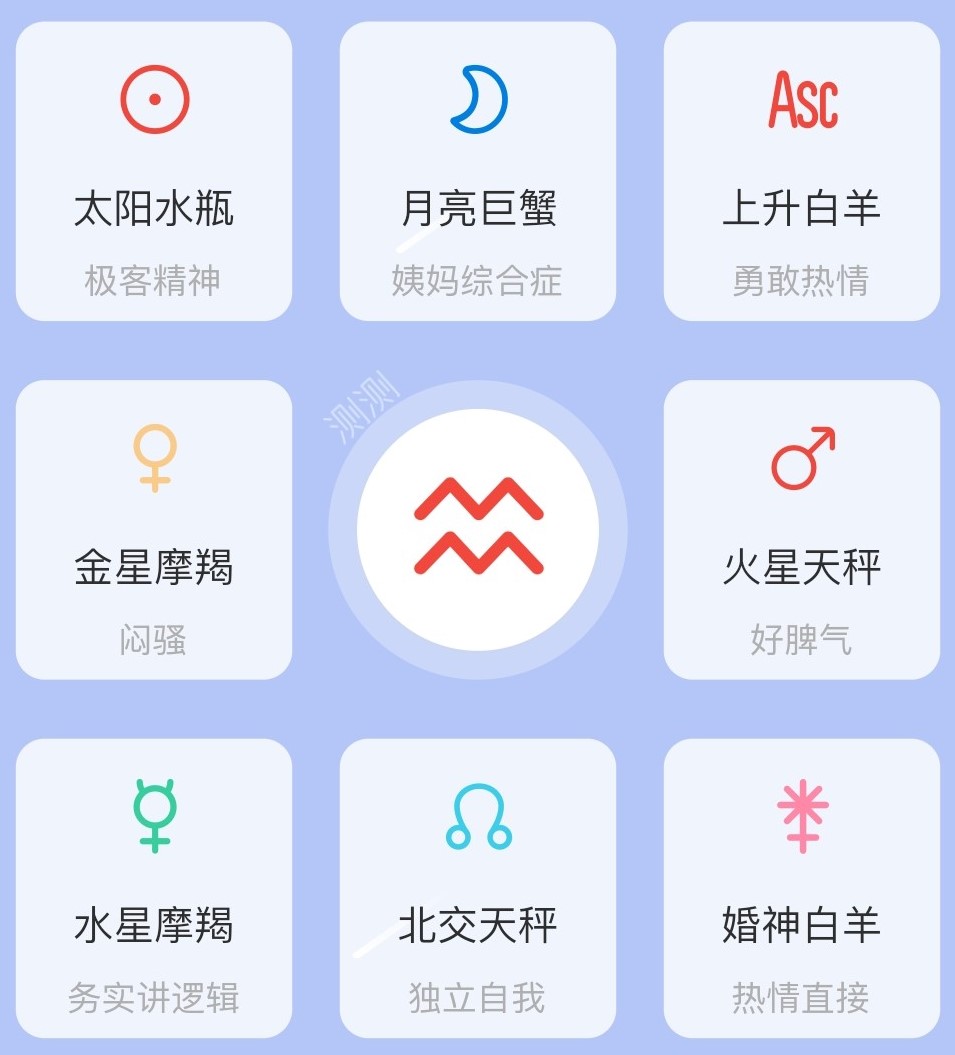 Asc
太阳水瓶
月亮巨蟹
上升白羊
极客精神
姨妈综合症
勇敢热情
测测
金星摩羯
火星天秤
闷骚
好脾气
水星摩羯
北交天秤
婚神白羊
务实讲逻辑
独立自我
热情直接